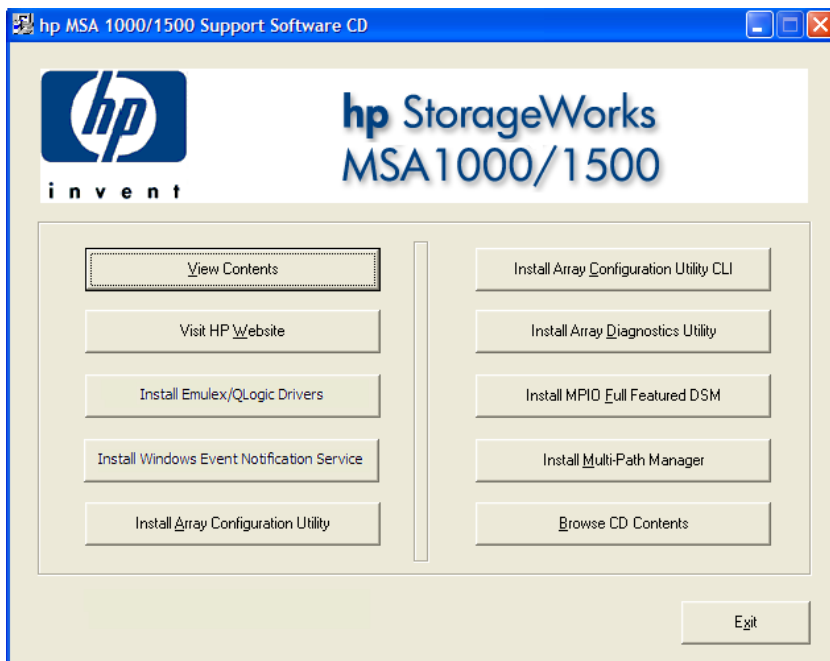 hp MSA 1000/1500 Support Software CD
hp
invent
hp StorageWorks
MSA1000/1500
View Contents
Visit HP Website
Install Emulex/QLogic Drivers
Install Windows Event Notification Service
Install Array Configuration Utility
Install Array Configuration Utility CLI
Install Array Diagnostics Utility
Install MPIO Full Featured DSM
Install Multi-Path Manager
Browse CD Contents
Exit